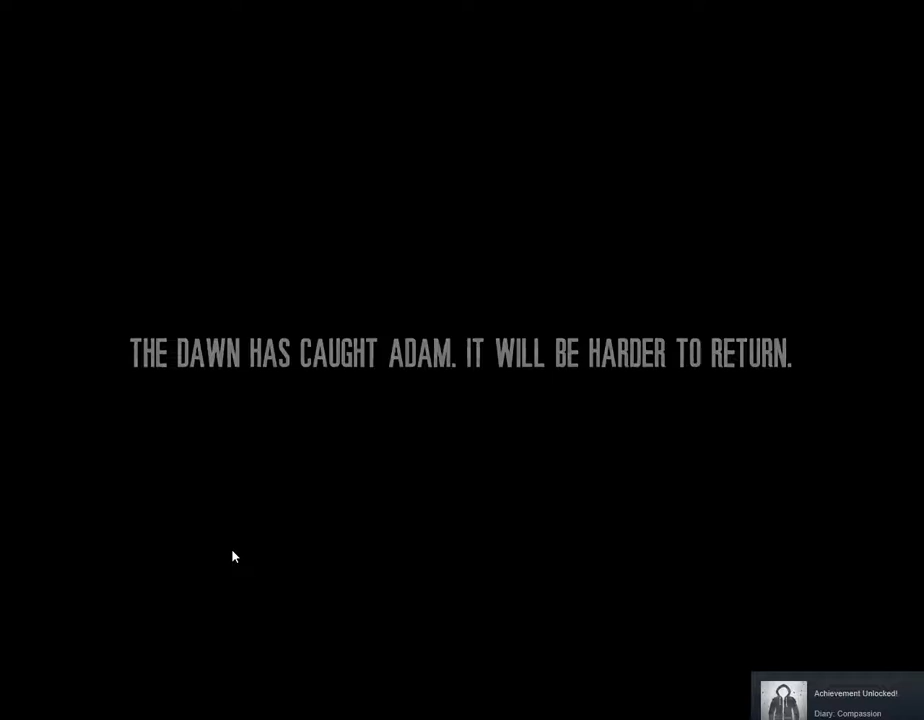 THE DAWN HAS CAUGHT ADAM. IT WILL BE HARDER TO RETURN.
Achievement Unlocked!
Diary: Compassion